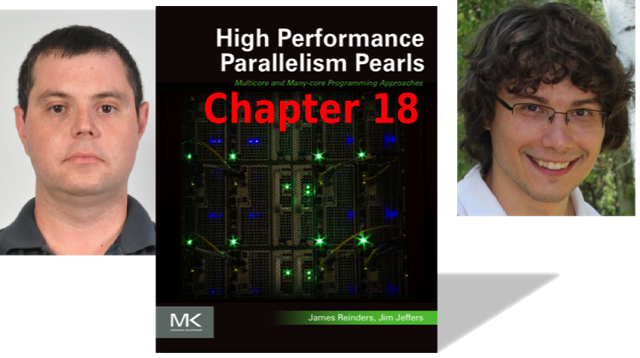 High Performance
Parallelism Pearls
Multicore and Many-core Programming Approaches
Chapter 18
MK
James Reinders, Jim Jeffers